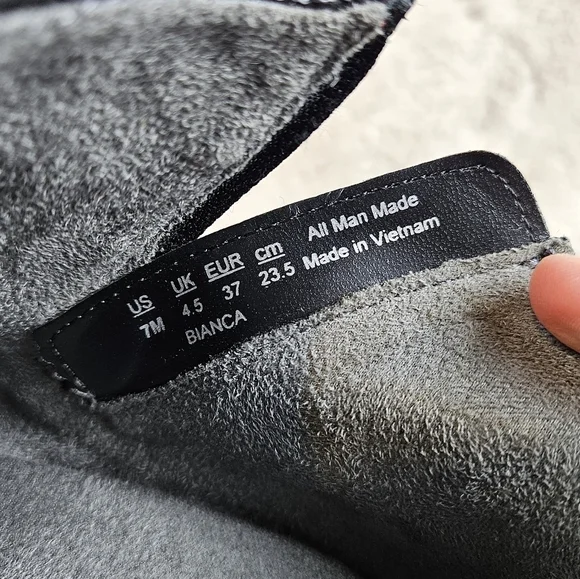 US UK EUR cm All Man Made
7M 4.5 37 23.5 Made in Vietnam
BIANCA